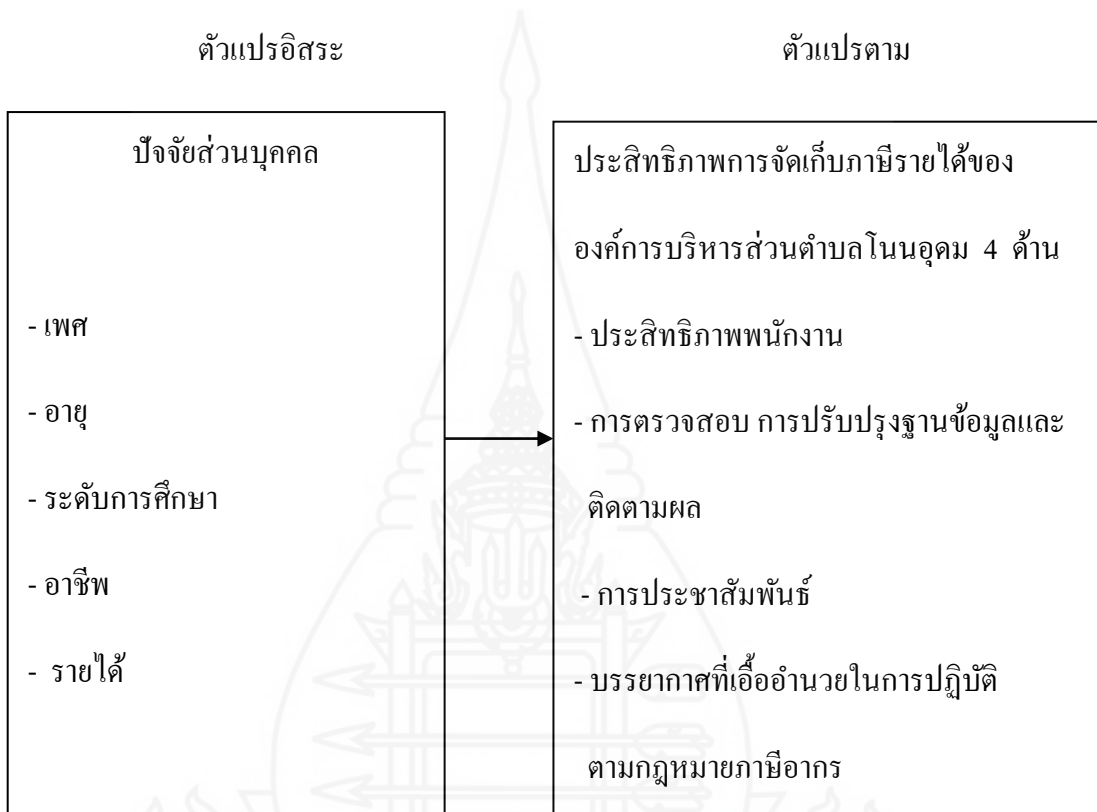 ตัวแปรอิสระ
ตัวแปรตาม
ปัจจัยส่วนบุคคล
- เพศ
- อายุ
- ระดับการศึกษา
- อาชีพ
- รายได้
ประสิทธิภาพการจัดเก็บภาษีรายได้ของ
องค์การบริหารส่วนตำบลโนนอุดม 4 ด้าน
- ประสิทธิภาพพนักงาน
- การตรวจสอบ การปรับปรุงฐานข้อมูลและ
ติดตามผล
- การประชาสัมพันธ์
- บรรยากาศที่เอื้ออำนวยในการปฏิบัติ
ตามกฎหมายภาษีอากร